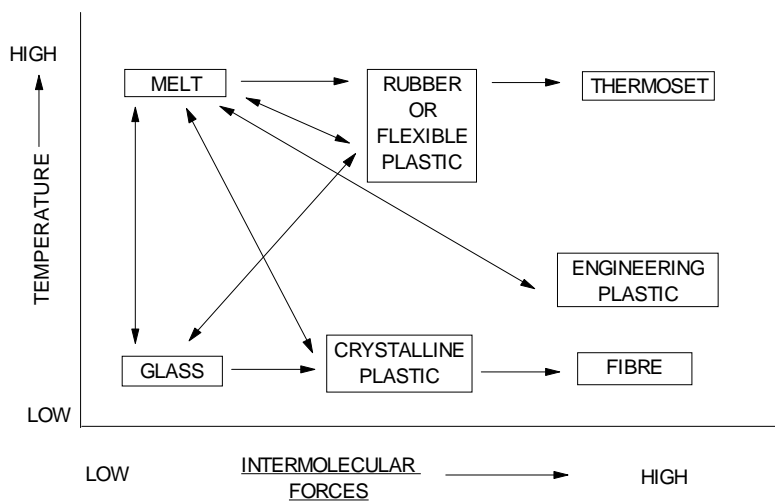 HIGH
TEMPERATURE
LOW
MELT
RUBBER
OR
FLEXIBLE
PLASTIC
THERMOSET
ENGINEERING
PLASTIC
GLASS
CRYSTALLINE
PLASTIC
FIBRE
LOW
INTERMOLECULAR
FORCES
HIGH